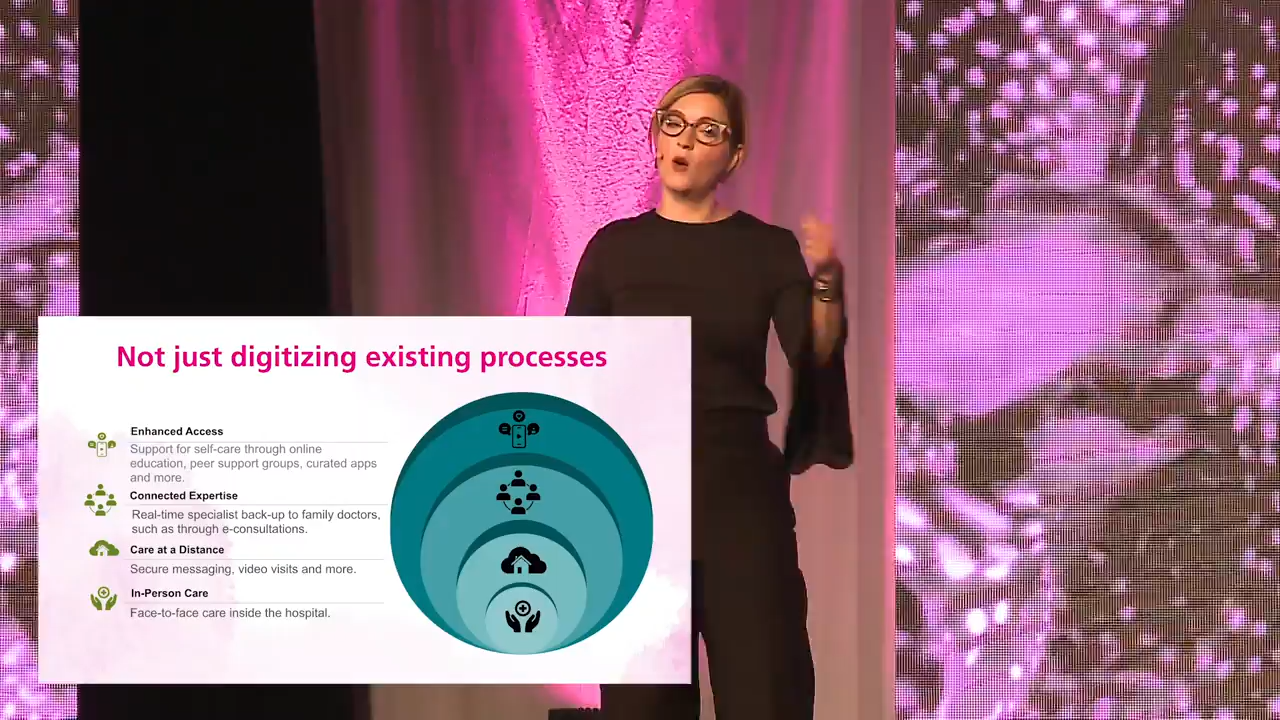 Not just digitizing existing processes
Enhanced Access
Support for self-care through online
education, peer support groups, curated apps
and more.
Connected Expertise
Real-time specialist back-up to family doctors,
such as through e-consultations.
Care at a Distance
Secure messaging, video visits and more.
In-Person Care
Face-to-face care inside the hospital.